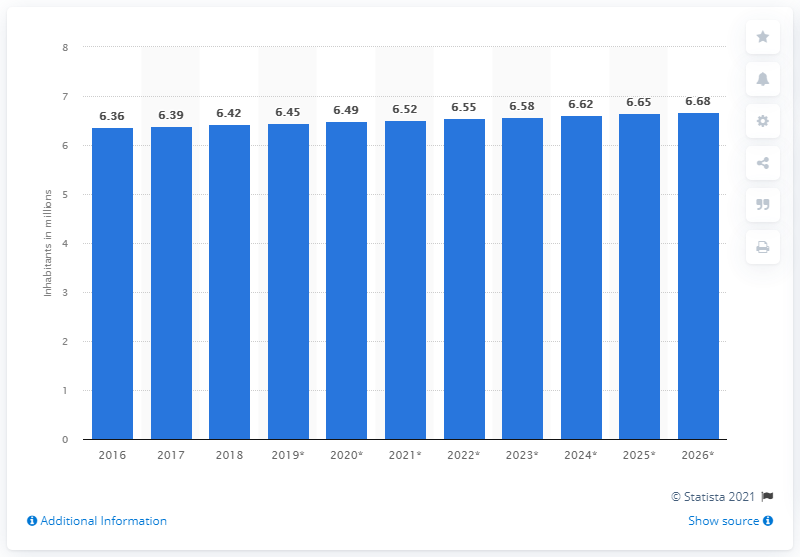 8
7
6
5
4
3
2
1
0
Inhabitants in millions
6.36 6.39 6.42 6.45 6.49 6.52 6.55 6.58 6.62 6.65 6.68
2016 2017 2018 2019* 2020* 2021* 2022* 2023* 2024* 2025* 2026*
© Statista 2021
Additional Information Show source